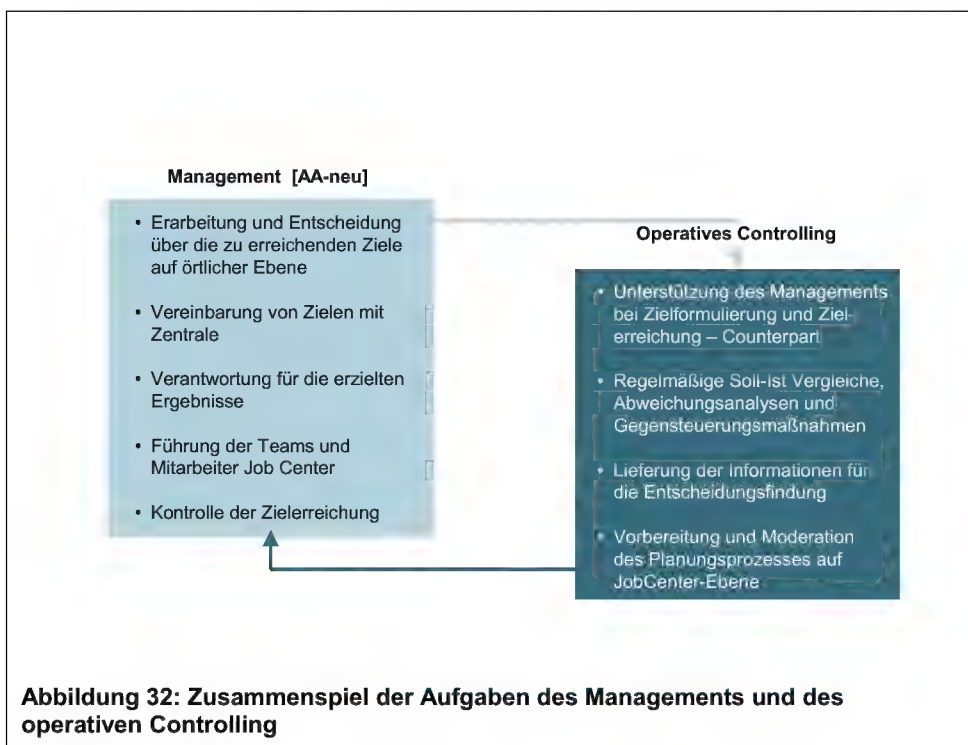 Management [AA-neu]
• Erarbeitung und Entscheidung
über die zu erreichenden Ziele
auf örtlicher Ebene
• Vereinbarung von Zielen mit
Zentrale
• Verantwortung für die erzielten
Ergebnisse
• Führung der Teams und
Mitarbeiter Job Center
• Kontrolle der Zielerreichung
Operatives Controlling
• Unterstützung des Managements
bei Zielformulierung und Ziel-
erreichung – Counterpart
• Regelmäßige Soll-Ist Vergleiche,
Abweichungsanalysen und
Gegensteuerungsmaßnahmen
• Lieferung der Informationen für
die Entscheidungsfindung
• Vorbereitung und Moderation
des Planungsprozesses auf
JobCenter-Ebene
Abbildung 32: Zusammenspiel der Aufgaben des Managements und des
operativen Controlling